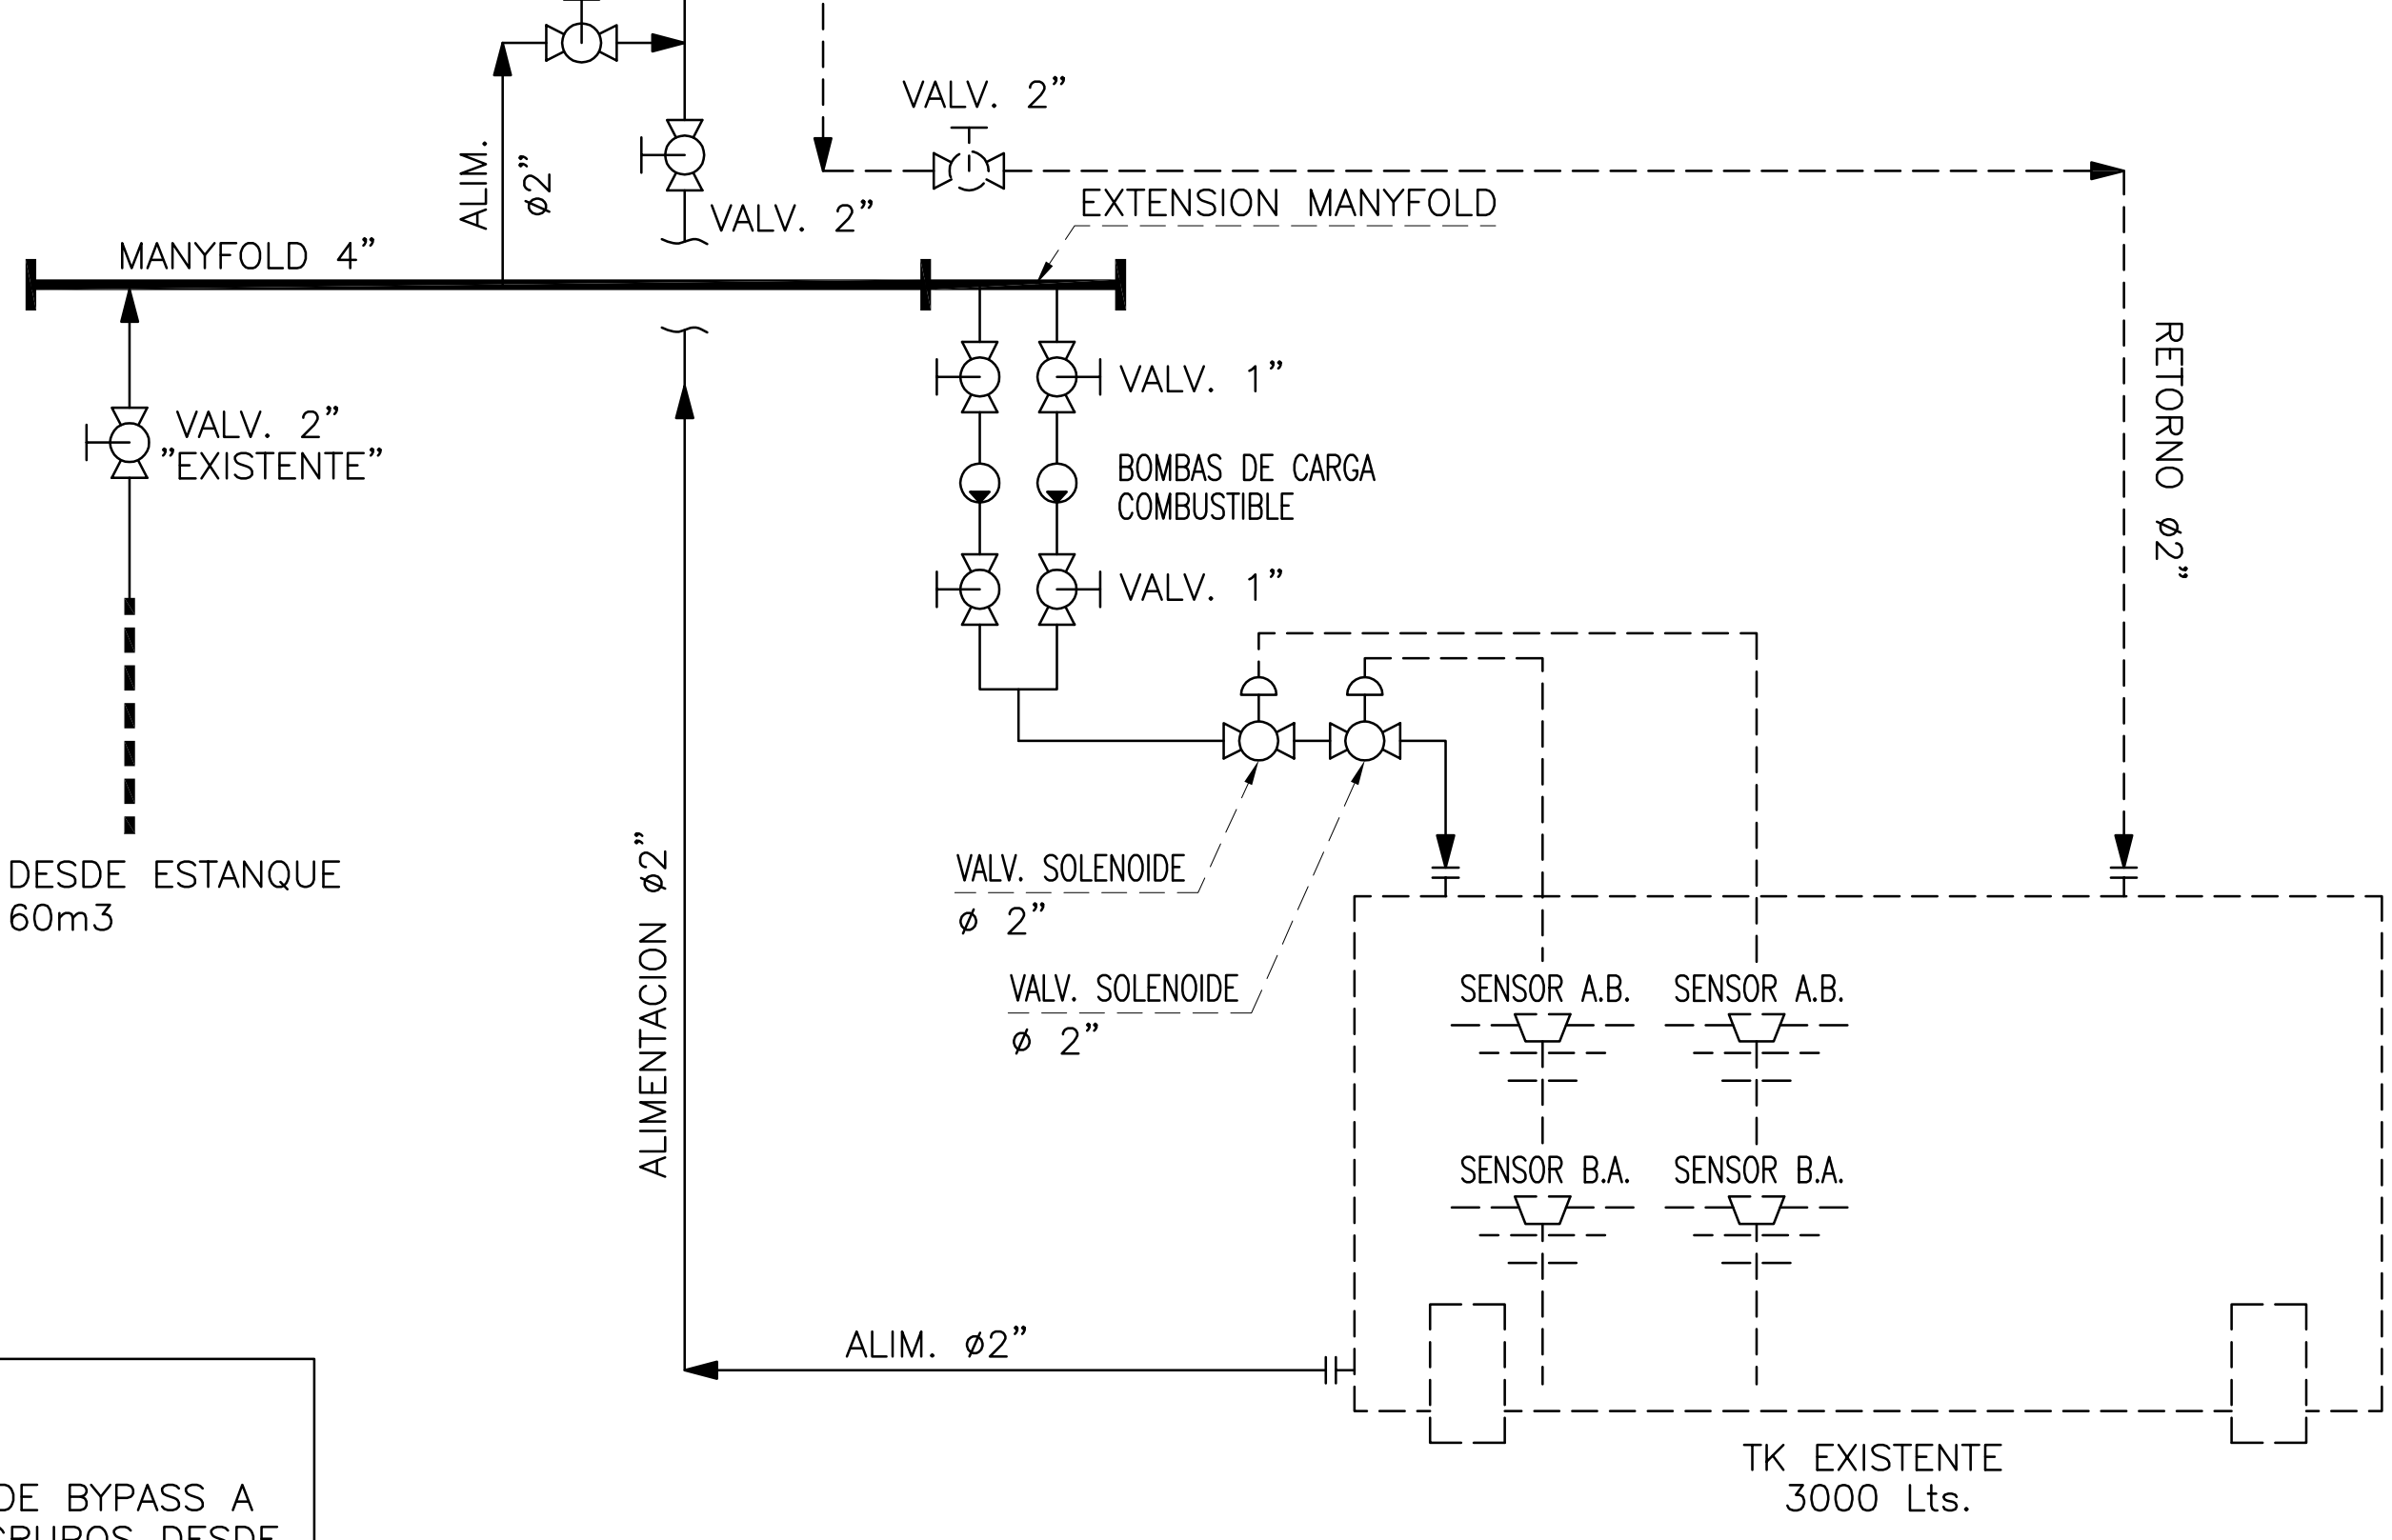 VALV. 2”
ALIM.
ø2”
VALV. 2”
EXTENSION MANYFOLD
MANYFOLD 4”
VALV. 1”
VALV. 2”
”EXISTENTE”
BOMBAS DE CARGA
COMBUSTIBLE
RETORNO ø2”
VALV. 1”
DESDE ESTANQUE
60m3
ALIMENTACION ø2”
VALV. SOLENOIDE
ø 2”
VALV. SOLENOIDE
ø 2”
SENSOR A.B.
SENSOR A.B.
SENSOR B.A.
SENSOR B.A.
ALIM. ø2”
TK EXISTENTE
3000 Lts.
DE BYPASS A
GRUPOS DESDE